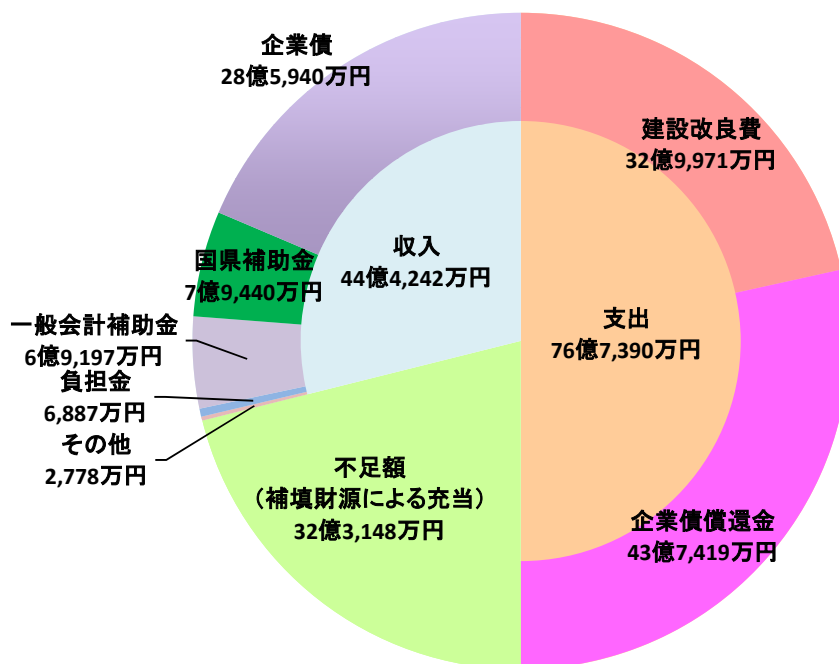 企業債
28億5,940万円
建設改良費
32億9,971万円
国県補助金
7億9,440万円
収入
44億4,242万円
一般会計補助金
6億9,197万円
支出
76億7,390万円
負担金
6,887万円
その他
2,778万円
不足額
（補填財源による充当）
32億3,148万円
企業債償還金
43億7,419万円